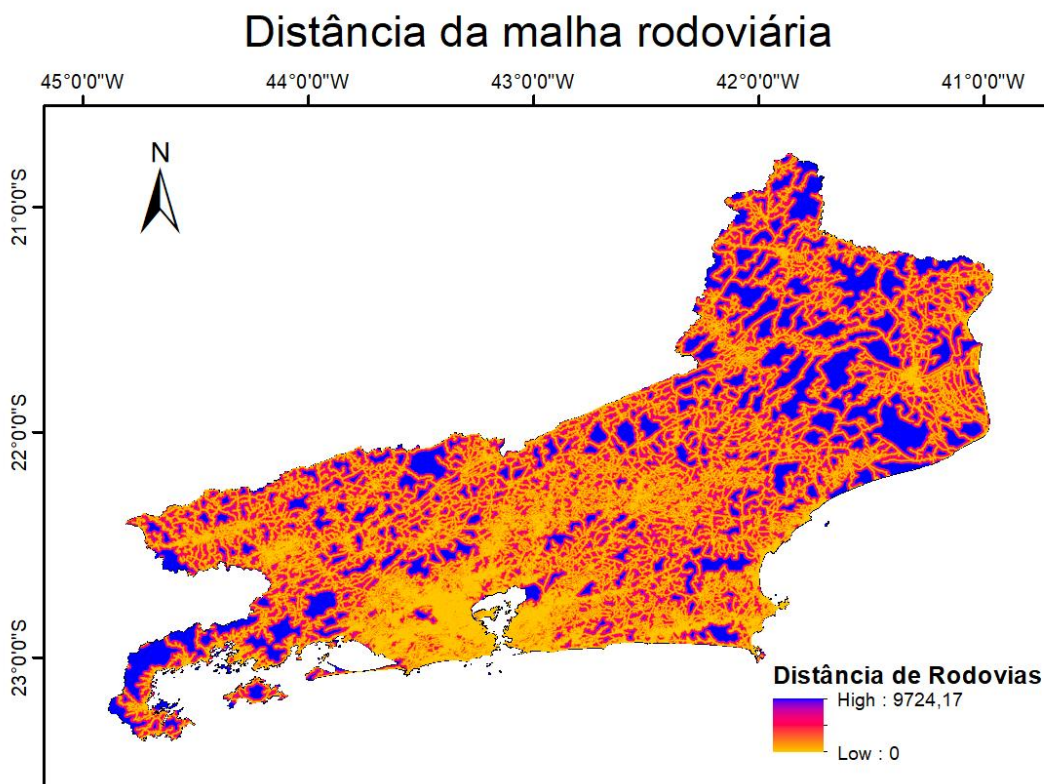 Distância da malha rodoviária
45°0'0"W 44°0'0"W 43°0'0"W 42°0'0"W 41°0'0"W
N
21°0'0"S
22°0'0"S
23°0'0"S
Distância de Rodovias
High : 9724,17
Low : 0